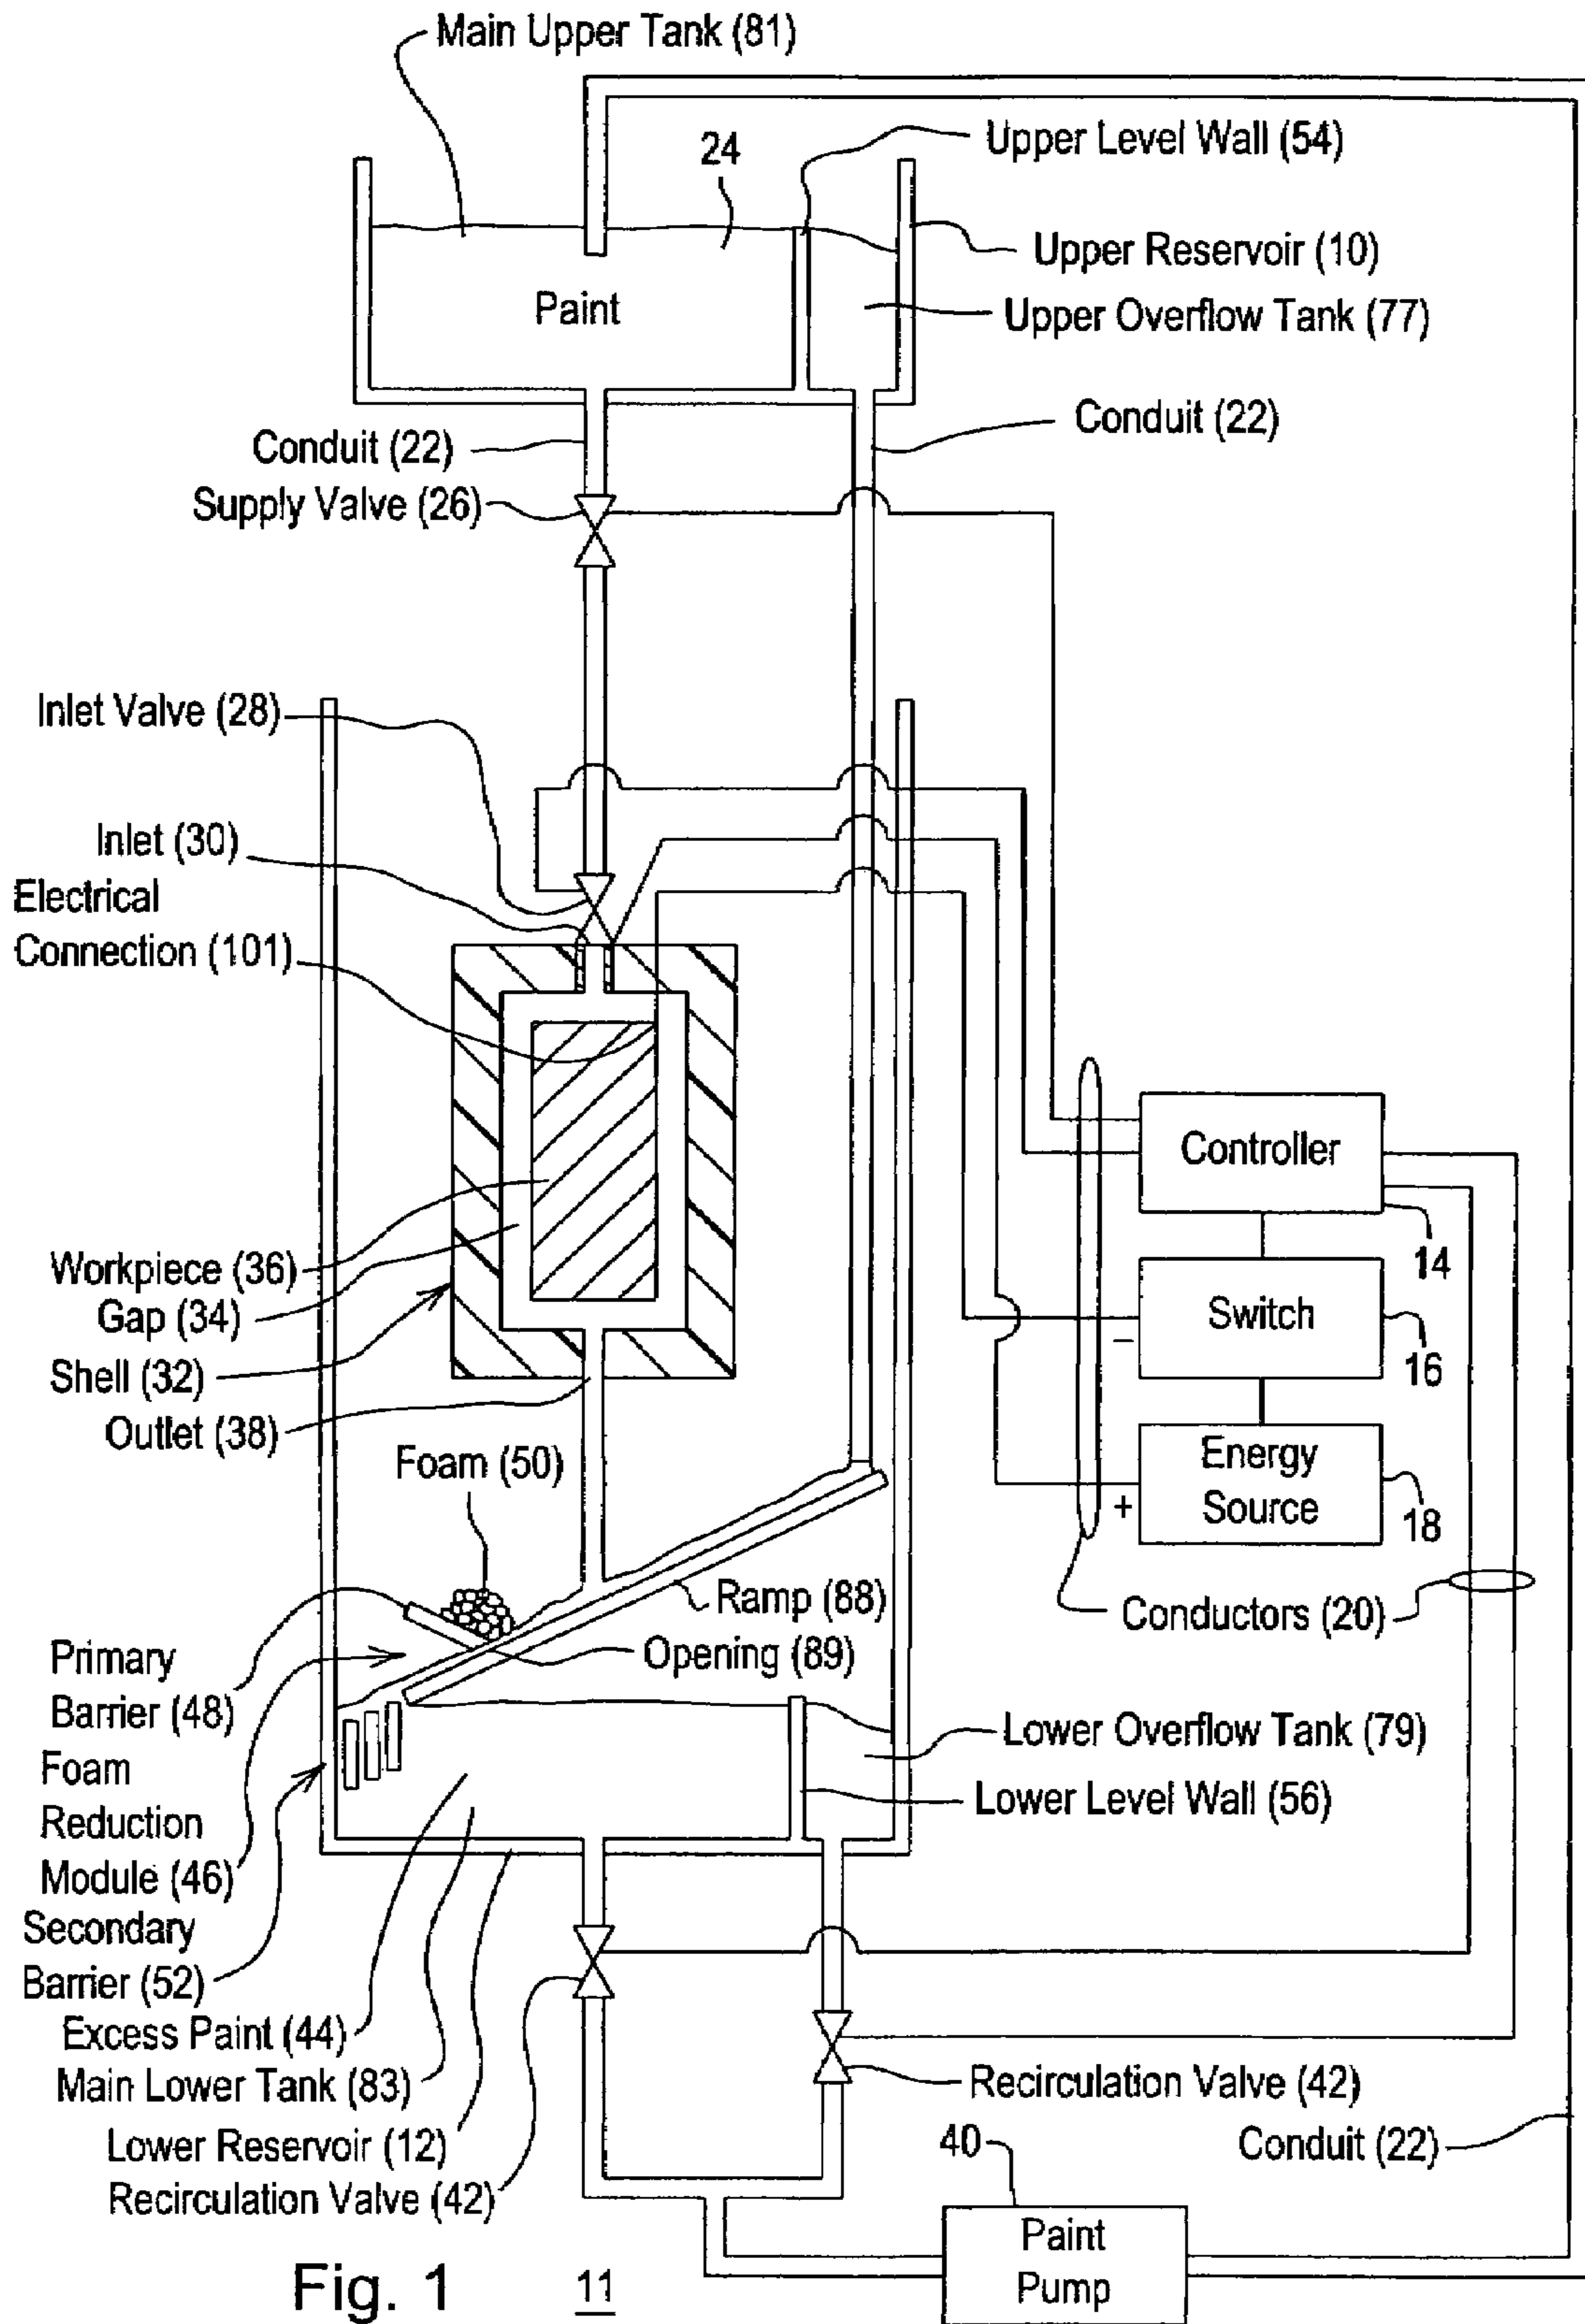 Main Upper Tank (81)
24
Upper Level Wall (54)
Upper Reservoir (10)
Paint
Upper Overflow Tank (77)
Conduit (22)
Conduit (22)
Supply Valve (26)
Inlet Valve (28)
Inlet (30)
Electrical
Connection (101)
Controller
14
Workpiece (36)
Gap (34)
Switch
−
16
Shell (32)
Outlet (38)
Foam (50)
Energy
Source
+
18
Ramp (88)
Conductors (20)
Opening (89)
Primary
Barrier (48)
Lower Overflow Tank (79)
Foam
Reduction
Module (46)
Lower Level Wall (56)
Secondary
Barrier (52)
Excess Paint (44)
Main Lower Tank (83)
Recirculation Valve (42)
Lower Reservoir (12)
Recirculation Valve (42)
40
Conduit (22)
Paint
Pump
Fig. 1
11